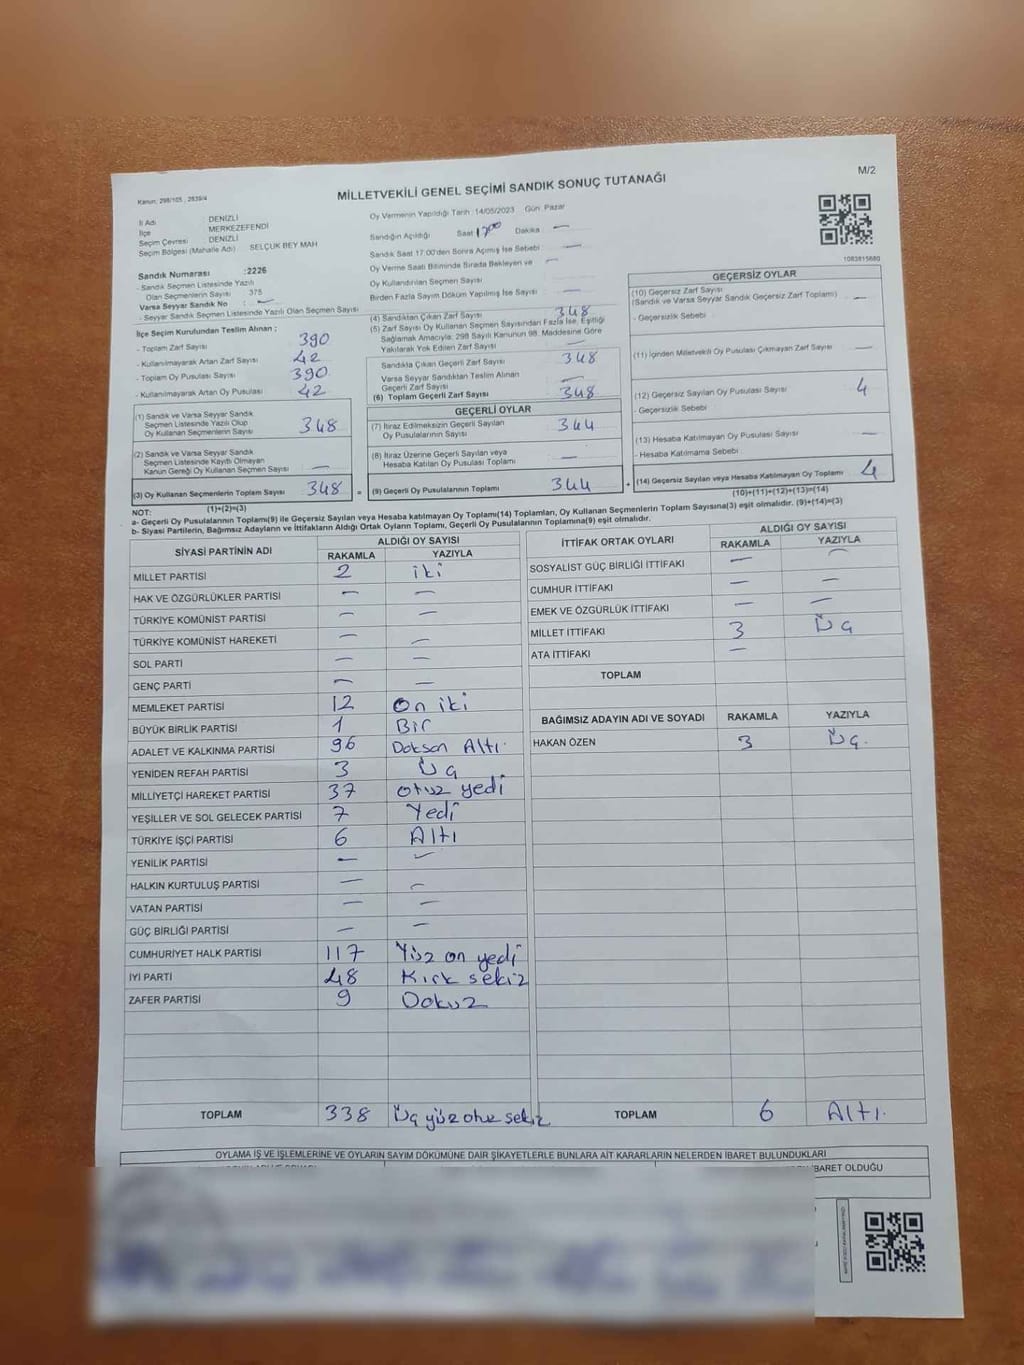 Kanun: 298/105 , 2839/4
MİLLETVEKİLİ GENEL SEÇİMİ SANDIK SONUÇ TUTANAĞI
M/2
İl Adı DENİZLİ
İlçe MERKEZEFENDİ
Seçim Çevresi DENİZLİ
Seçim Bölgesi (Mahalle Adı) SELÇUK BEY MAH
Sandık Numarası :2226
- Sandık Seçmen Listesinde Yazılı
Olan Seçmenlerin Sayısı 375
Varsa Seyyar Sandık No : —
- Seyyar Sandık Seçmen Listesinde Yazılı Olan Seçmen Sayısı
Oy Vermenin Yapıldığı Tarih : 14/05/2023 Gün: Pazar
Sandığın Açıldığı Saat 17⁰⁰ Dakika —
Sandık Saat 17.00'den Sonra Açılmış İse Sebebi —
Oy Verme Saati Bitiminde Sırada Bekleyen ve —
Oy Kullandırılan Seçmen Sayısı
Birden Fazla Sayım Döküm Yapılmış İse Sayısı —
1083815680
İlçe Seçim Kurulundan Teslim Alınan ;
- Toplam Zarf Sayısı 390
- Kullanılmayarak Artan Zarf Sayısı 42
- Toplam Oy Pusulası Sayısı 390
- Kullanılmayarak Artan Oy Pusulası 42
(1) Sandık ve Varsa Seyyar Sandık
Seçmen Listesinde Yazılı Olup
Oy Kullanan Seçmenlerin Sayısı 348
(2) Sandık ve Varsa Seyyar Sandık
Seçmen Listesinde Kayıtlı Olmayan
Kanun Gereği Oy Kullanan Seçmen Sayısı —
(3) Oy Kullanan Seçmenlerin Toplam Sayısı 348 =
(1)+(2)=(3)
(4) Sandıktan Çıkan Zarf Sayısı 348
(5) Zarf Sayısı Oy Kullanan Seçmen Sayısından Fazla İse, Eşitliği
Sağlamak Amacıyla; 298 Sayılı Kanunun 98. Maddesine Göre
Yakılarak Yok Edilen Zarf Sayısı —
Sandıkta Çıkan Geçerli Zarf Sayısı 348
Varsa Seyyar Sandıktan Teslim Alınan
Geçerli Zarf Sayısı —
(6) Toplam Geçerli Zarf Sayısı 348
GEÇERLİ OYLAR
(7) İtiraz Edilmeksizin Geçerli Sayılan
Oy Pusulalarının Sayısı 344
(8) İtiraz Üzerine Geçerli Sayılan veya
Hesaba Katılan Oy Pusulası Toplamı —
(9) Geçerli Oy Pusulalarının Toplamı 344 +
GEÇERSİZ OYLAR
(10) Geçersiz Zarf Sayısı
(Sandık ve Varsa Seyyar Sandık Geçersiz Zarf Toplamı) —
- Geçersizlik Sebebi
(11) İçinden Milletvekili Oy Pusulası Çıkmayan Zarf Sayısı —
(12) Geçersiz Sayılan Oy Pusulası Sayısı 4
- Geçersizlik Sebebi
(13) Hesaba Katılmayan Oy Pusulası Sayısı —
- Hesaba Katılmama Sebebi
(14) Geçersiz Sayılan veya Hesaba Katılmayan Oy Toplamı 4
(10)+(11)+(12)+(13)=(14)
NOT:
a- Geçerli Oy Pusulalarının Toplamı(9) ile Geçersiz Sayılan veya Hesaba Katılmayan Oy Toplamı(14) Toplamları, Oy Kullanan Seçmenlerin Toplam Sayısına(3) eşit olmalıdır. (9)+(14)=(3)
b- Siyasi Partilerin, Bağımsız Adayların ve İttifakların Aldığı Ortak Oyların Toplamı, Geçerli Oy Pusulalarının Toplamına(9) eşit olmalıdır.
SİYASİ PARTİNİN ADI ALDIĞI OY SAYISI
RAKAMLA YAZIYLA
MİLLET PARTİSİ 2 iki
HAK VE ÖZGÜRLÜKLER PARTİSİ — —
TÜRKİYE KOMÜNİST PARTİSİ — —
TÜRKİYE KOMÜNİST HAREKETİ — —
SOL PARTİ — —
GENÇ PARTİ — —
MEMLEKET PARTİSİ 12 On iki
BÜYÜK BİRLİK PARTİSİ 1 Bir
ADALET VE KALKINMA PARTİSİ 96 Doksan Altı
YENİDEN REFAH PARTİSİ 3 Üç
MİLLİYETÇİ HAREKET PARTİSİ 37 otuz yedi
YEŞİLLER VE SOL GELECEK PARTİSİ 7 Yedi
TÜRKİYE İŞÇİ PARTİSİ 6 Altı
YENİLİK PARTİSİ — —
HALKIN KURTULUŞ PARTİSİ — —
VATAN PARTİSİ — —
GÜÇ BİRLİĞİ PARTİSİ — —
CUMHURİYET HALK PARTİSİ 117 Yüz on yedi
İYİ PARTİ 48 Kırk sekiz
ZAFER PARTİSİ 9 Dokuz
TOPLAM 338 Üç yüz otuz sekiz
İTTİFAK ORTAK OYLARI ALDIĞI OY SAYISI
RAKAMLA YAZIYLA
SOSYALİST GÜÇ BİRLİĞİ İTTİFAKI — —
CUMHUR İTTİFAKI — —
EMEK VE ÖZGÜRLÜK İTTİFAKI — —
MİLLET İTTİFAKI 3 Üç
ATA İTTİFAKI —
TOPLAM
BAĞIMSIZ ADAYIN ADI VE SOYADI RAKAMLA YAZIYLA
HAKAN ÖZEN 3 Üç.
TOPLAM 6 Altı.
OYLAMA İŞ VE İŞLEMLERİNE VE OYLARIN SAYIM DÖKÜMÜNE DAİR ŞİKAYETLERLE BUNLARA AİT KARARLARIN NELERDEN İBARET BULUNDUKLARI
İBARET OLDUĞU